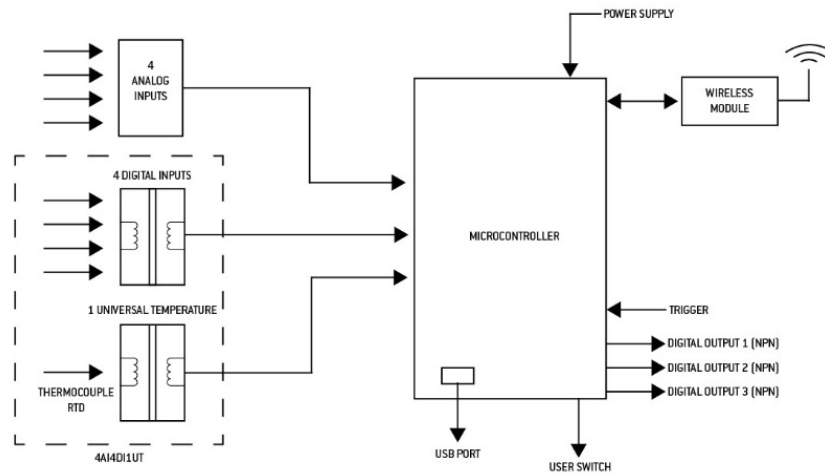 POWER SUPPLY
4
ANALOG
INPUTS
WIRELESS
MODULE
4 DIGITAL INPUTS
MICROCONTROLLER
1 UNIVERSAL TEMPERATURE
TRIGGER
DIGITAL OUTPUT 1 (NPN)
DIGITAL OUTPUT 2 (NPN)
DIGITAL OUTPUT 3 (NPN)
THERMOCOUPLE
RTD
4AI4DI1UT
USB PORT
USER SWITCH